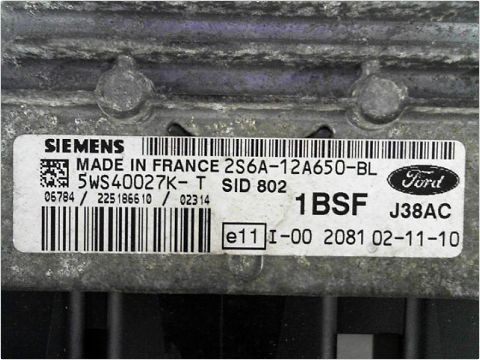 SIEMENS
MADE IN FRANCE 2S6A-12A650-BL
5WS40027K-T SID 802
Ford
06784 / 225186610 / 02314
1BSF J38AC
e11 I-00 2081 02-11-10